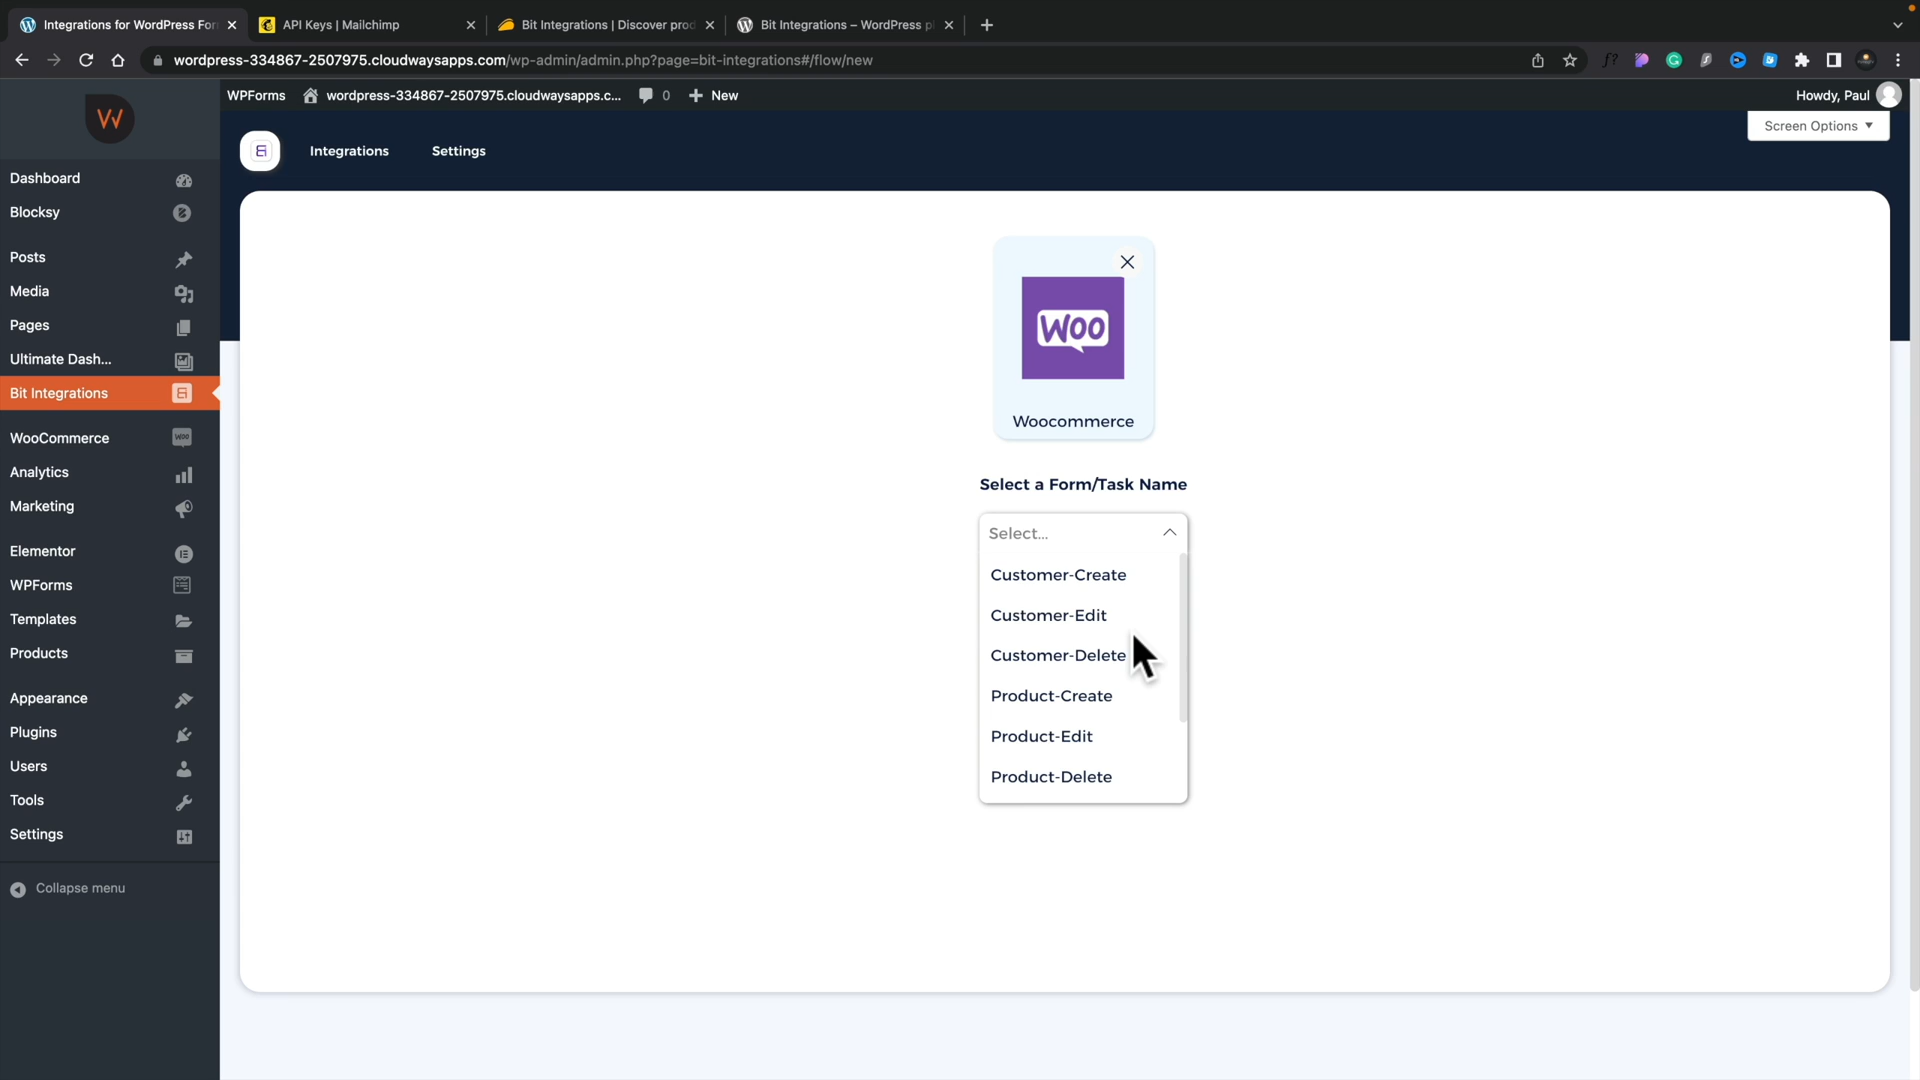 Integrations for WordPress For
API Keys | Mailchimp
Bit Integrations | Discover prod
Bit Integrations – WordPress pl
wordpress-334867-2507975.cloudwaysapps.com/wp-admin/admin.php?page=bit-integrations#/flow/new
WPForms
wordpress-334867-2507975.cloudwaysapps.c...
0
New
Howdy, Paul
Screen Options
Integrations
Settings
W
Dashboard
Blocksy
Posts
Media
Pages
Ultimate Dash...
Bit Integrations
WooCommerce
Analytics
Marketing
Elementor
WPForms
Templates
Products
Appearance
Plugins
Users
Tools
Settings
Collapse menu
Woo
Woocommerce
Select a Form/Task Name
Select...
Customer-Create
Customer-Edit
Customer-Delete
Product-Create
Product-Edit
Product-Delete